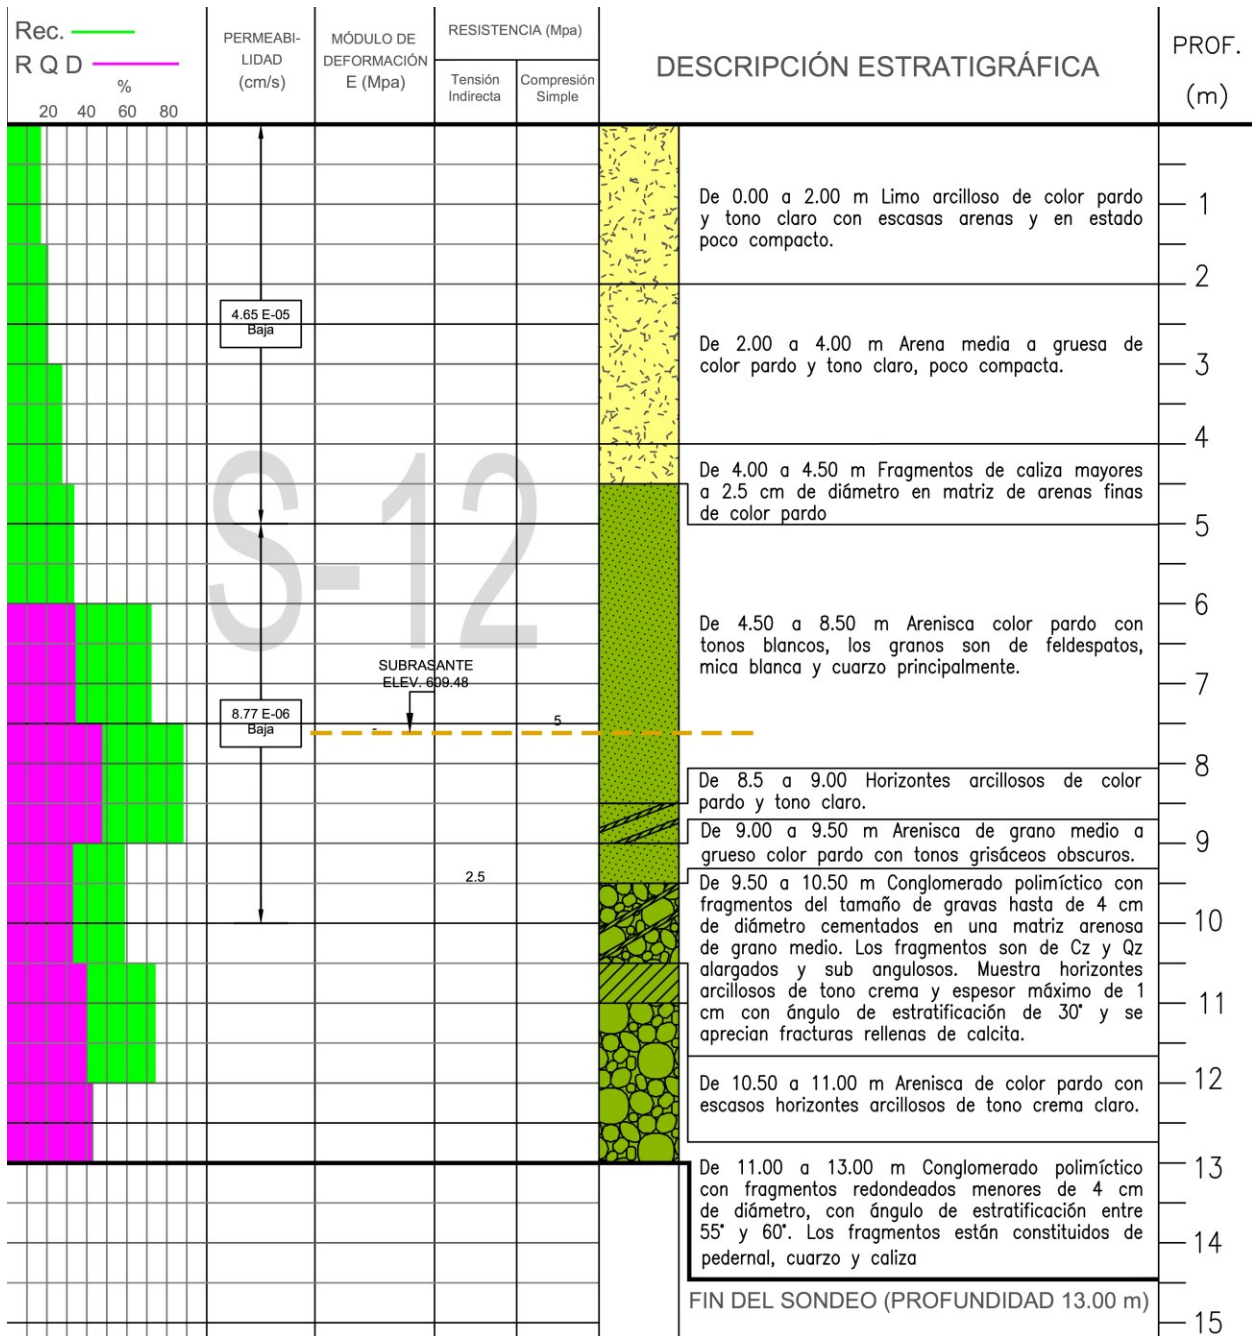 Rec.
R Q D
%
20 40 60 80
PERMEABI-
LIDAD
(cm/s)
MÓDULO DE
DEFORMACIÓN
E (Mpa)
RESISTENCIA (Mpa)
Tensión
Indirecta
Compresión
Simple
DESCRIPCIÓN ESTRATIGRÁFICA
PROF.
(m)
De 0.00 a 2.00 m Limo arcilloso de color pardo
y tono claro con escasas arenas y en estado
poco compacto.
1
2
4.65 E-05
Baja
De 2.00 a 4.00 m Arena media a gruesa de
color pardo y tono claro, poco compacta.
3
4
De 4.00 a 4.50 m Fragmentos de caliza mayores
a 2.5 cm de diámetro en matriz de arenas finas
de color pardo
5
S-12
6
De 4.50 a 8.50 m Arenisca color pardo con
tonos blancos, los granos son de feldespatos,
mica blanca y cuarzo principalmente.
SUBRASANTE
ELEV. 609.48
7
8.77 E-06
Baja
-
5
8
De 8.5 a 9.00 Horizontes arcillosos de color
pardo y tono claro.
9
De 9.00 a 9.50 m Arenisca de grano medio a
grueso color pardo con tonos grisáceos obscuros.
2.5
De 9.50 a 10.50 m Conglomerado polimíctico con
fragmentos del tamaño de gravas hasta de 4 cm
de diámetro cementados en una matriz arenosa
de grano medio. Los fragmentos son de Cz y Qz
alargados y sub angulosos. Muestra horizontes
arcillosos de tono crema y espesor máximo de 1
cm con ángulo de estratificación de 30° y se
aprecian fracturas rellenas de calcita.
10
11
De 10.50 a 11.00 m Arenisca de color pardo con
escasos horizontes arcillosos de tono crema claro.
12
13
De 11.00 a 13.00 m Conglomerado polimíctico
con fragmentos redondeados menores de 4 cm
de diámetro, con ángulo de estratificación entre
55° y 60°. Los fragmentos están constituidos de
pedernal, cuarzo y caliza
14
FIN DEL SONDEO (PROFUNDIDAD 13.00 m)
15